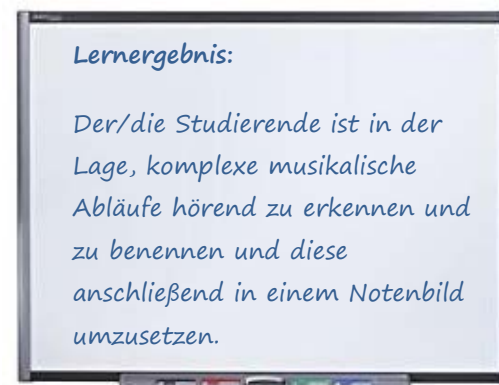 Lernergebnis:
Der/die Studierende ist in der
Lage, komplexe musikalische
Abläufe hörend zu erkennen und
zu benennen und diese
anschließend in einem Notenbild
umzusetzen.